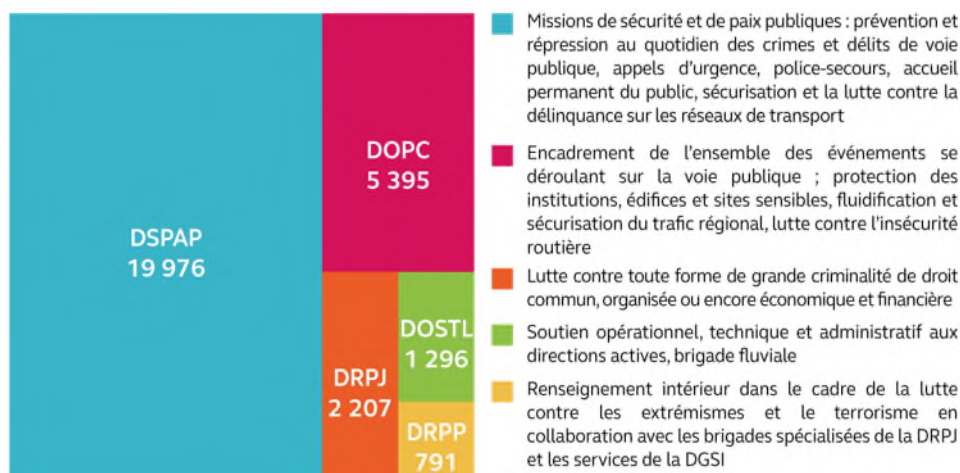 DSPAP
19 976
DOPC
5 395
DRPJ
2 207
DOSTL
1 296
DRPP
791
Missions de sécurité et de paix publiques : prévention et
répression au quotidien des crimes et délits de voie
publique, appels d'urgence, police-secours, accueil
permanent du public, sécurisation et la lutte contre la
délinquance sur les réseaux de transport
Encadrement de l'ensemble des événements se
déroulant sur la voie publique ; protection des
institutions, édifices et sites sensibles, fluidification et
sécurisation du trafic régional, lutte contre l'insécurité
routière
Lutte contre toute forme de grande criminalité de droit
commun, organisée ou encore économique et financière
Soutien opérationnel, technique et administratif aux
directions actives, brigade fluviale
Renseignement intérieur dans le cadre de la lutte
contre les extrémismes et le terrorisme en
collaboration avec les brigades spécialisées de la DRPJ
et les services de la DGSI